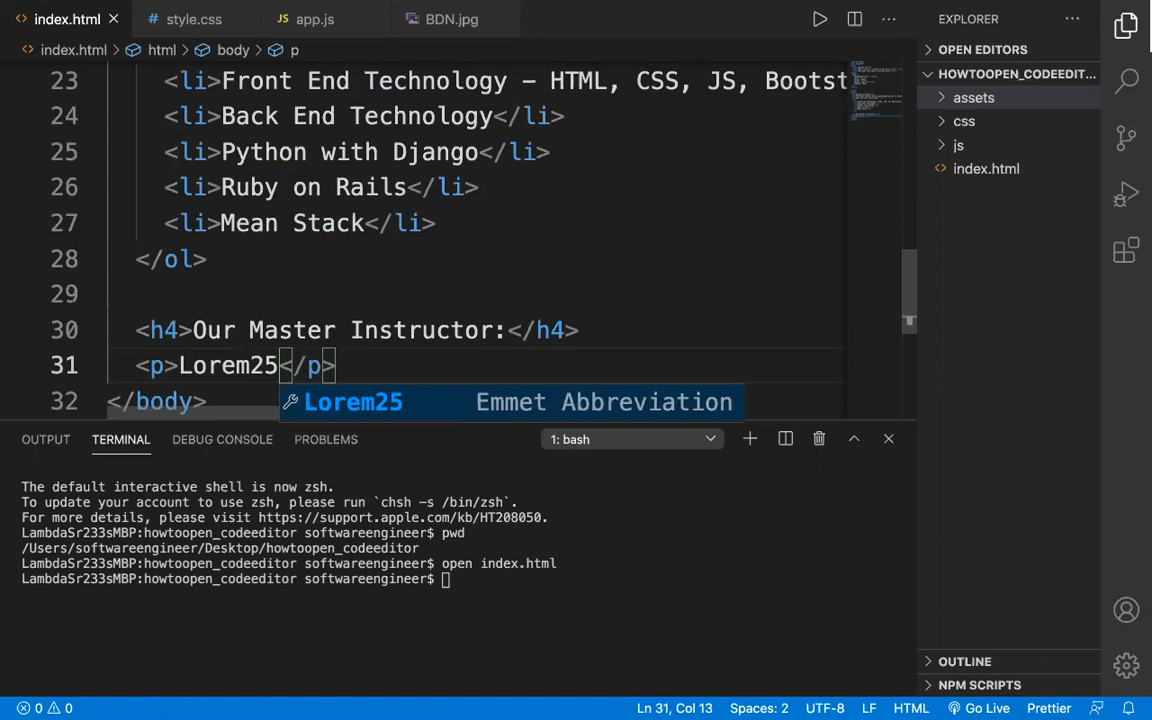 index.html
style.css
app.js
BDN.jpg
EXPLORER
index.html > html > body > p
OPEN EDITORS
HOWTOOPEN_CODEEDIT...
assets
css
js
index.html
23 <li>Front End Technology – HTML, CSS, JS, Bootst
24 <li>Back End Technology</li>
25 <li>Python with Django</li>
26 <li>Ruby on Rails</li>
27 <li>Mean Stack</li>
28 </ol>
29
30 <h4>Our Master Instructor:</h4>
31 <p>Lorem25</p>
32 </body>
Lorem25 Emmet Abbreviation
OUTPUT TERMINAL DEBUG CONSOLE PROBLEMS 1: bash
The default interactive shell is now zsh.
To update your account to use zsh, please run `chsh -s /bin/zsh`.
For more details, please visit https://support.apple.com/kb/HT208050.
LambdaSr233sMBP:howtoopen_codeeditor softwareengineer$ pwd
/Users/softwareengineer/Desktop/howtoopen_codeeditor
LambdaSr233sMBP:howtoopen_codeeditor softwareengineer$ open index.html
LambdaSr233sMBP:howtoopen_codeeditor softwareengineer$
OUTLINE
NPM SCRIPTS
0 0 Ln 31, Col 13 Spaces: 2 UTF-8 LF HTML Go Live Prettier